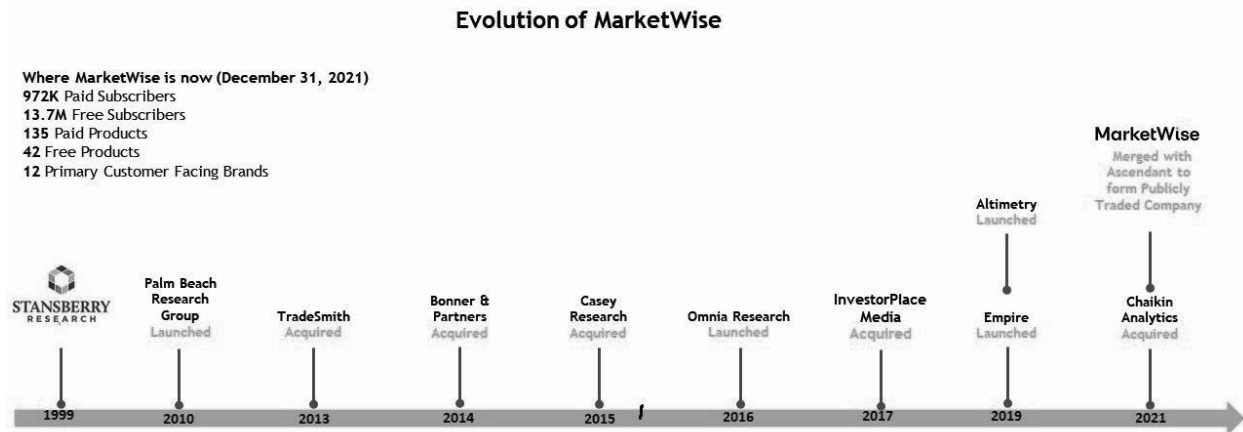 Evolution of MarketWise
Where MarketWise is now (December 31, 2021)
972K Paid Subscribers
13.7M Free Subscribers
135 Paid Products
42 Free Products
12 Primary Customer Facing Brands
STANSBERRY
RESEARCH
1999
Palm Beach
Research
Group
Launched
2010
TradeSmith
Acquired
2013
Bonner &
Partners
Acquired
2014
Casey
Research
Acquired
2015
Omnia Research
Launched
2016
InvestorPlace
Media
Acquired
2017
Altimetry
Launched
Empire
Launched
2019
MarketWise
Merged with
Ascendant to
form Publicly
Traded Company
Chaikin
Analytics
Acquired
2021